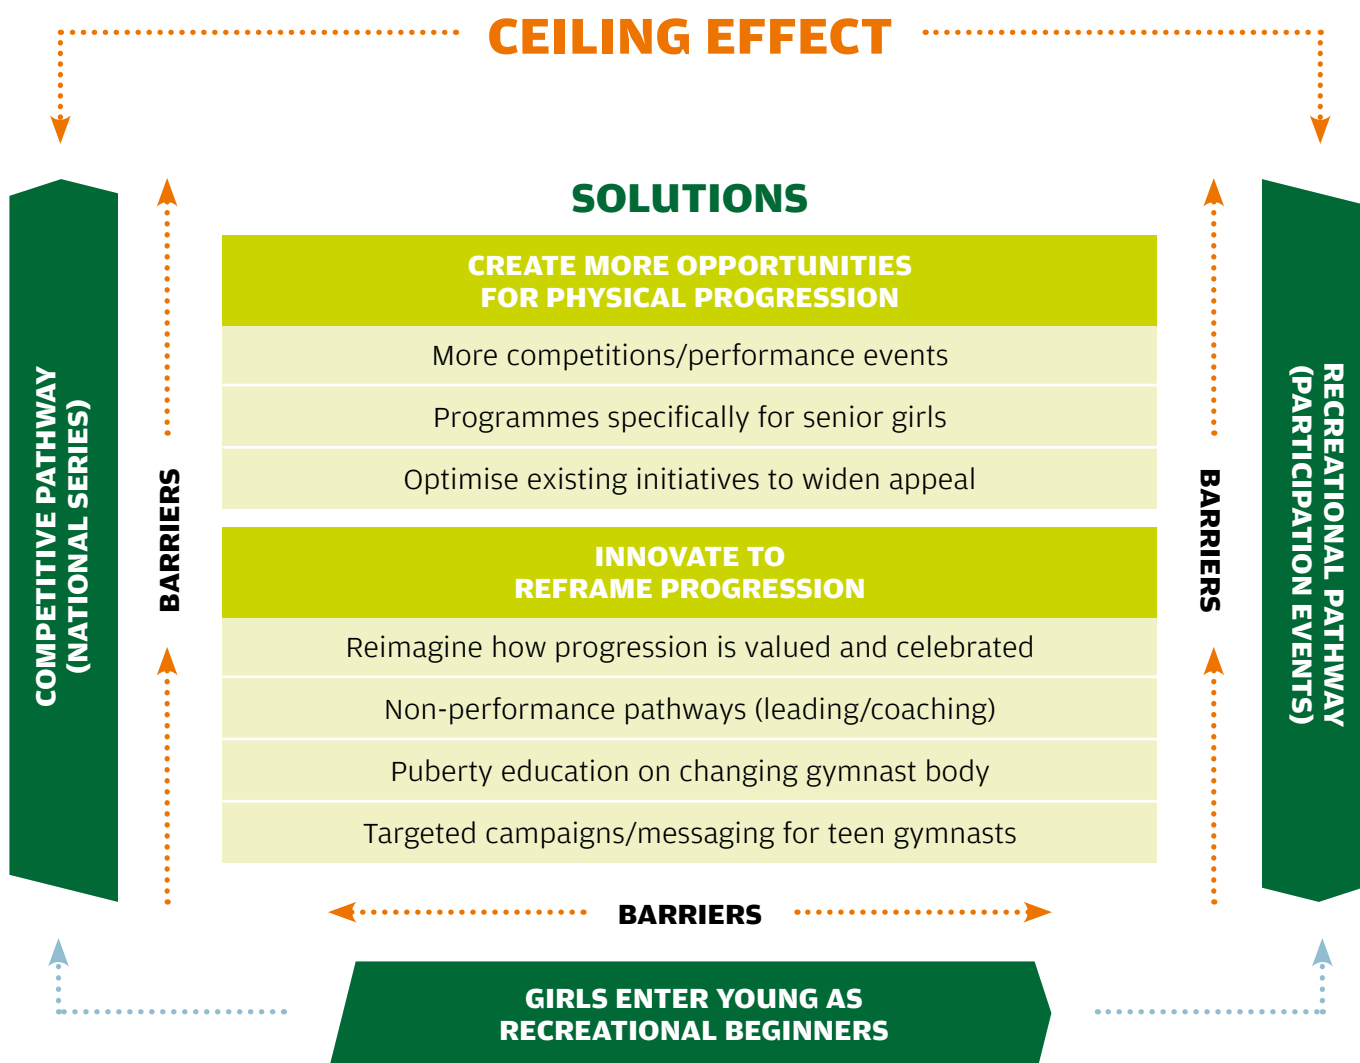 CEILING EFFECT
SOLUTIONS
CREATE MORE OPPORTUNITIES
FOR PHYSICAL PROGRESSION
More competitions/performance events
Programmes specifically for senior girls
Optimise existing initiatives to widen appeal
INNOVATE TO
REFRAME PROGRESSION
Reimagine how progression is valued and celebrated
Non-performance pathways (leading/coaching)
Puberty education on changing gymnast body
Targeted campaigns/messaging for teen gymnasts
COMPETITIVE PATHWAY
(NATIONAL SERIES)
BARRIERS
BARRIERS
RECREATIONAL PATHWAY
(PARTICIPATION EVENTS)
BARRIERS
GIRLS ENTER YOUNG AS
RECREATIONAL BEGINNERS